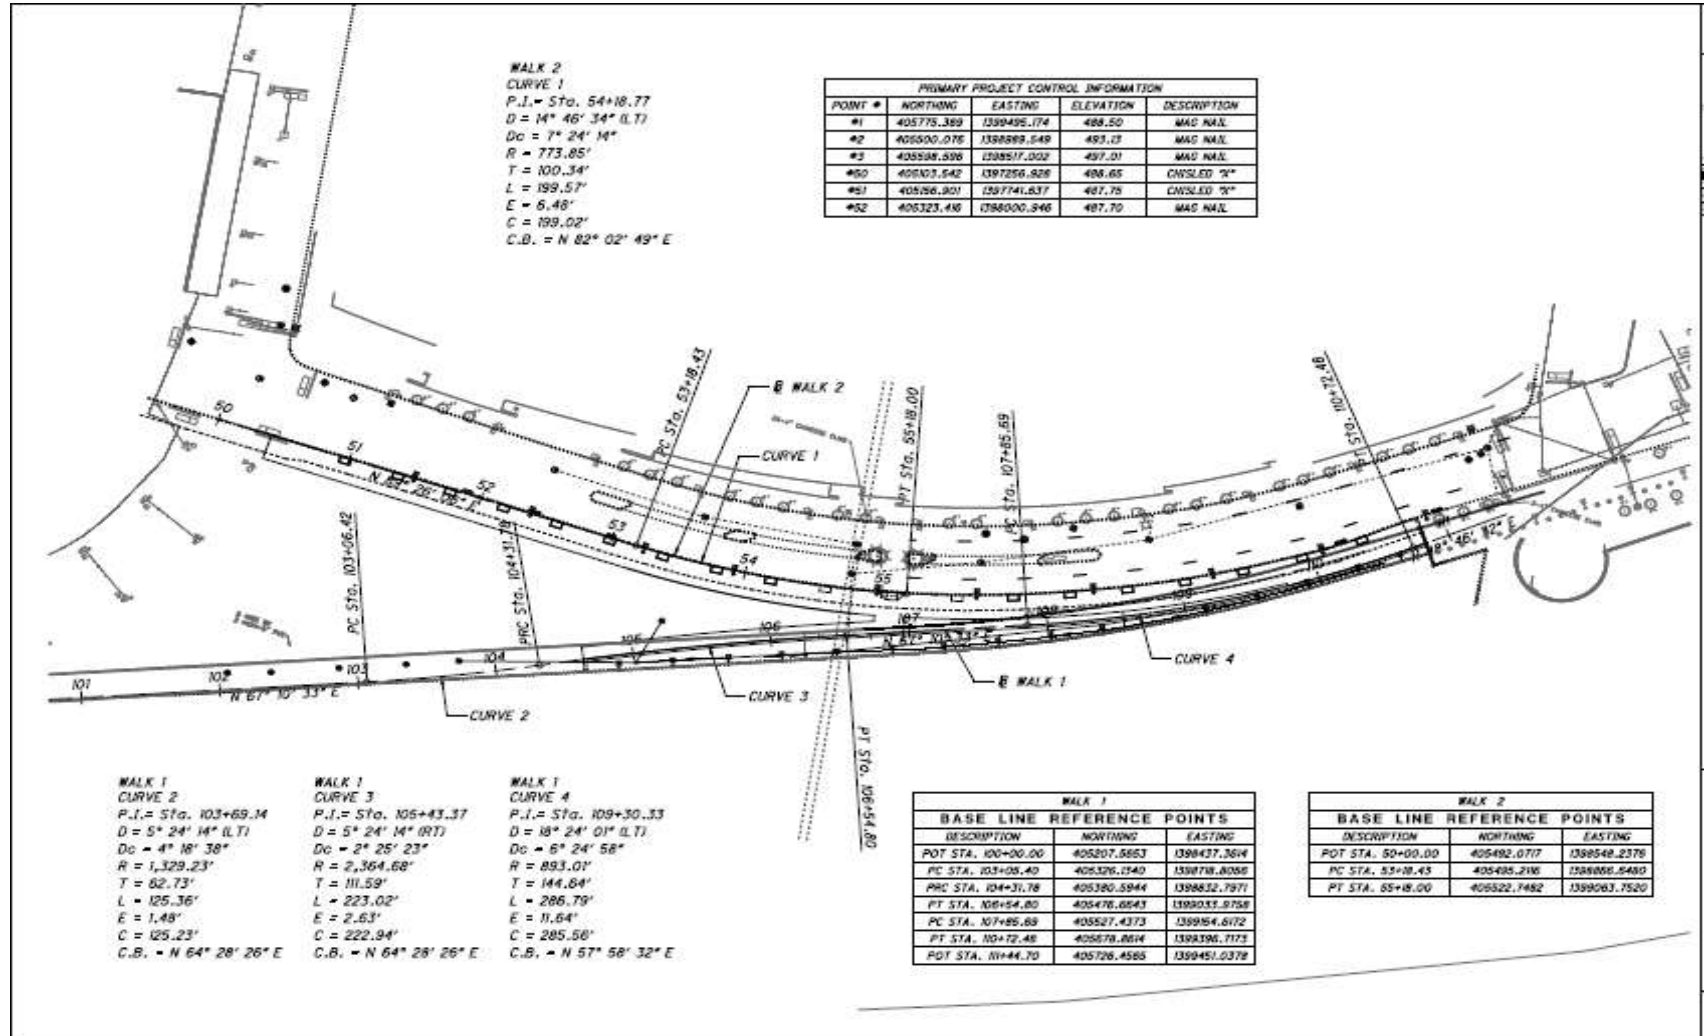 WALK 2
CURVE 1
P.I.= Sta. 54+18.77
D = 14° 46' 34" (LT)
Dc = 7° 24' 14"
R = 773.85'
T = 100.34'
L = 199.57'
E = 6.48'
C = 199.02'
C.B. = N 82° 02' 49" E
PRIMARY PROJECT CONTROL INFORMATION
POINT # NORTHING EASTING ELEVATION DESCRIPTION
#1 405775.389 1399495.174 488.50 MAG NAIL
#2 405500.076 1398989.549 493.13 MAG NAIL
#3 405598.596 1398517.002 497.01 MAG NAIL
#50 405103.542 1397256.928 488.65 CHISLED "X"
#51 405156.901 1397741.637 487.75 CHISLED "X"
#52 405323.416 1398000.946 487.70 MAG NAIL
PC Sta. 53+18.43
WALK 2
CURVE 1
PT Sta. 55+18.00
PC Sta. 107+85.69
PT Sta. 110+72.48
50
51
52
53
54
55
PC Sta. 103+06.42
PRC Sta. 104+31.78
101
102
103
104
105
106
107
108
109
110
N 67° 10' 33" E
N 67° 10' 33" E
CURVE 2
CURVE 3
WALK 1
CURVE 4
PT Sta. 106+54.80
WALK 1
CURVE 2
P.I.= Sta. 103+69.14
D = 5° 24' 14" (LT)
Dc = 4° 18' 38"
R = 1,329.23'
T = 62.73'
L = 125.36'
E = 1.48'
C = 125.23'
C.B. = N 64° 28' 26" E
WALK 1
CURVE 3
P.I.= Sta. 105+43.37
D = 5° 24' 14" (RT)
Dc = 2° 25' 23"
R = 2,364.68'
T = 111.59'
L = 223.02'
E = 2.63'
C = 222.94'
C.B. = N 64° 28' 26" E
WALK 1
CURVE 4
P.I.= Sta. 109+30.33
D = 18° 24' 01" (LT)
Dc = 6° 24' 58"
R = 893.01'
T = 144.64'
L = 286.79'
E = 11.64'
C = 285.56'
C.B. = N 57° 58' 32" E
WALK 1
BASE LINE REFERENCE POINTS
DESCRIPTION NORTHING EASTING
POT STA. 100+00.00 405207.5653 1398437.3614
PC STA. 103+06.40 405326.1340 1398718.8056
PRC STA. 104+31.78 405380.5944 1398832.7971
PT STA. 106+54.80 405476.6643 1399033.9758
PC STA. 107+85.69 405527.4373 1399154.6172
PT STA. 110+72.48 405678.8614 1399396.7173
POT STA. 111+44.70 405726.4565 1399451.0378
WALK 2
BASE LINE REFERENCE POINTS
DESCRIPTION NORTHING EASTING
POT STA. 50+00.00 405492.0717 1398548.2376
PC STA. 53+18.43 405495.2116 1398866.6480
PT STA. 55+18.00 405522.7482 1399063.7520